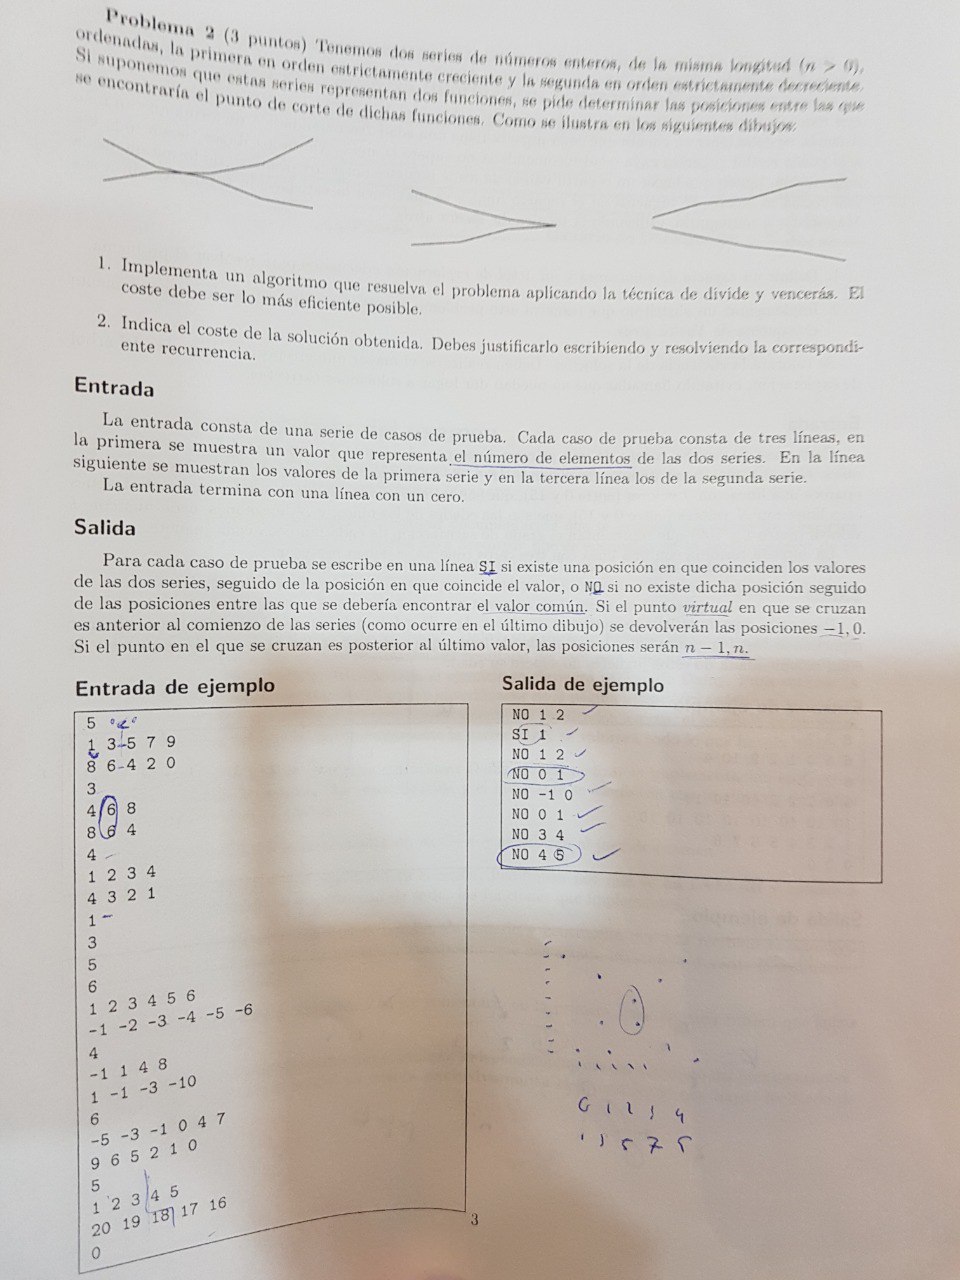 Problema 2 (3 puntos) Tenemos dos series de números enteros, de la misma longitud (n > 0),
ordenadas, la primera en orden estrictamente creciente y la segunda en orden estrictamente decreciente.
Si suponemos que estas series representan dos funciones, se pide determinar las posiciones entre las que
se encontraría el punto de corte de dichas funciones. Como se ilustra en los siguientes dibujos:
1. Implementa un algoritmo que resuelva el problema aplicando la técnica de divide y vencerás. El
coste debe ser lo más eficiente posible.
2. Indica el coste de la solución obtenida. Debes justificarlo escribiendo y resolviendo la correspondi-
ente recurrencia.
Entrada
La entrada consta de una serie de casos de prueba. Cada caso de prueba consta de tres líneas, en
la primera se muestra un valor que representa el número de elementos de las dos series. En la línea
siguiente se muestran los valores de la primera serie y en la tercera línea los de la segunda serie.
La entrada termina con una línea con un cero.
Salida
Para cada caso de prueba se escribe en una línea SI si existe una posición en que coinciden los valores
de las dos series, seguido de la posición en que coincide el valor, o NO si no existe dicha posición seguido
de las posiciones entre las que se debería encontrar el valor común. Si el punto virtual en que se cruzan
es anterior al comienzo de las series (como ocurre en el último dibujo) se devolverán las posiciones −1, 0.
Si el punto en el que se cruzan es posterior al último valor, las posiciones serán n − 1, n.
Entrada de ejemplo
5
1 3 5 7 9
8 6 4 2 0
3
4 6 8
8 6 4
4
1 2 3 4
4 3 2 1
1
3
5
6
1 2 3 4 5 6
-1 -2 -3 -4 -5 -6
4
-1 1 4 8
1 -1 -3 -10
6
-5 -3 -1 0 4 7
9 6 5 2 1 0
5
1 2 3 4 5
20 19 18 17 16
0
Salida de ejemplo
NO 1 2
SI 1
NO 1 2
NO 0 1
NO -1 0
NO 0 1
NO 3 4
NO 4 5
3